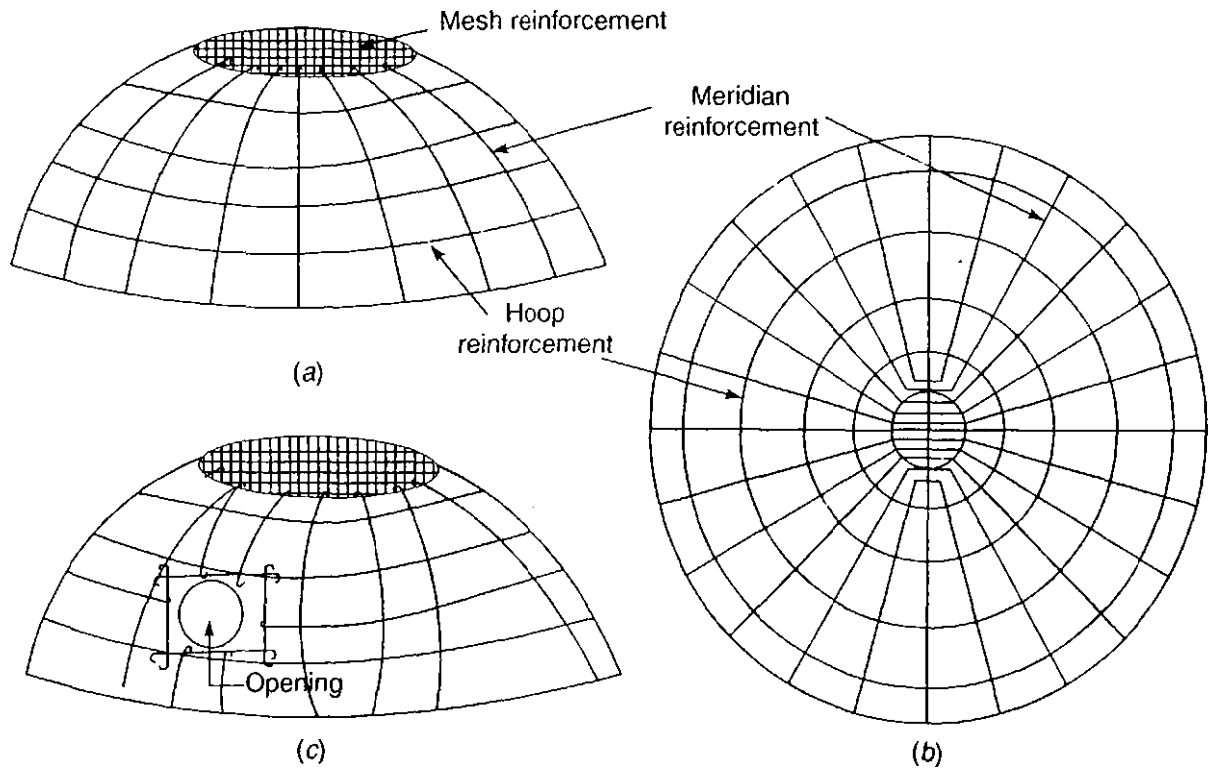 Mesh reinforcement
Meridian
reinforcement
Hoop
reinforcement
(a)
Opening
(c)
(b)